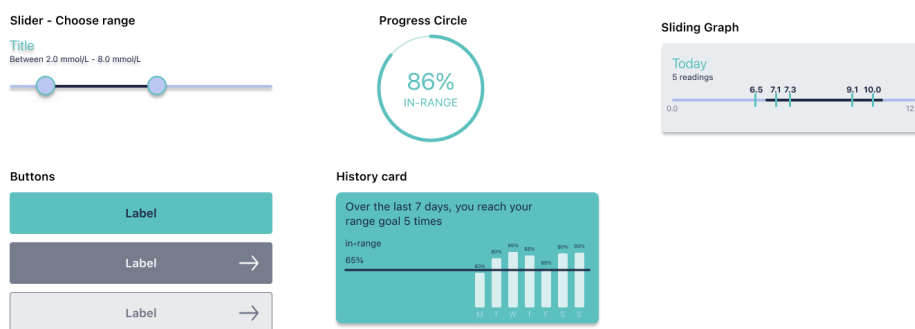 Slider - Choose range
Title
Between 2.0 mmol/L - 8.0 mmol/L
Progress Circle
86%
IN-RANGE
Sliding Graph
Today
5 readings
6.5 7.1 7.3 9.1 10.0
0.0
12.
Buttons
Label
Label
Label
History card
Over the last 7 days, you reach your
range goal 5 times
in-range
65%
M T W T F S S